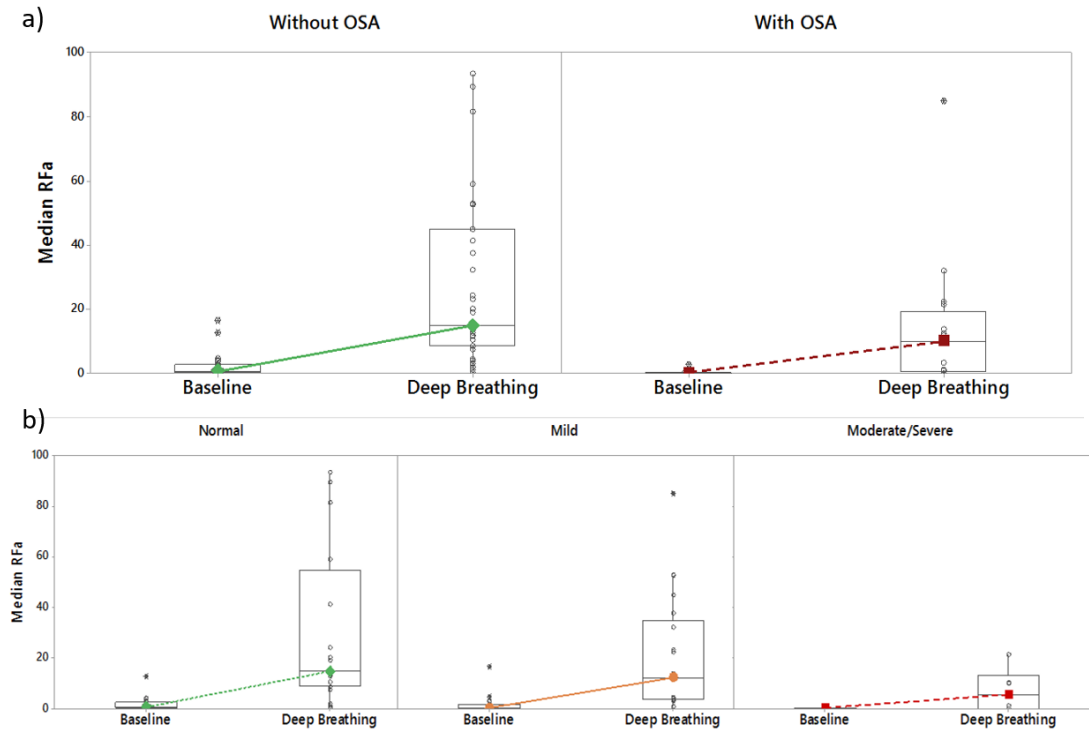 a)
Without OSA
With OSA
Median RFa
100
80
60
40
20
0
Baseline
Deep Breathing
Baseline
Deep Breathing
b)
Normal
Mild
Moderate/Severe
Median RFa
100
80
60
40
20
0
Baseline
Deep Breathing
Baseline
Deep Breathing
Baseline
Deep Breathing